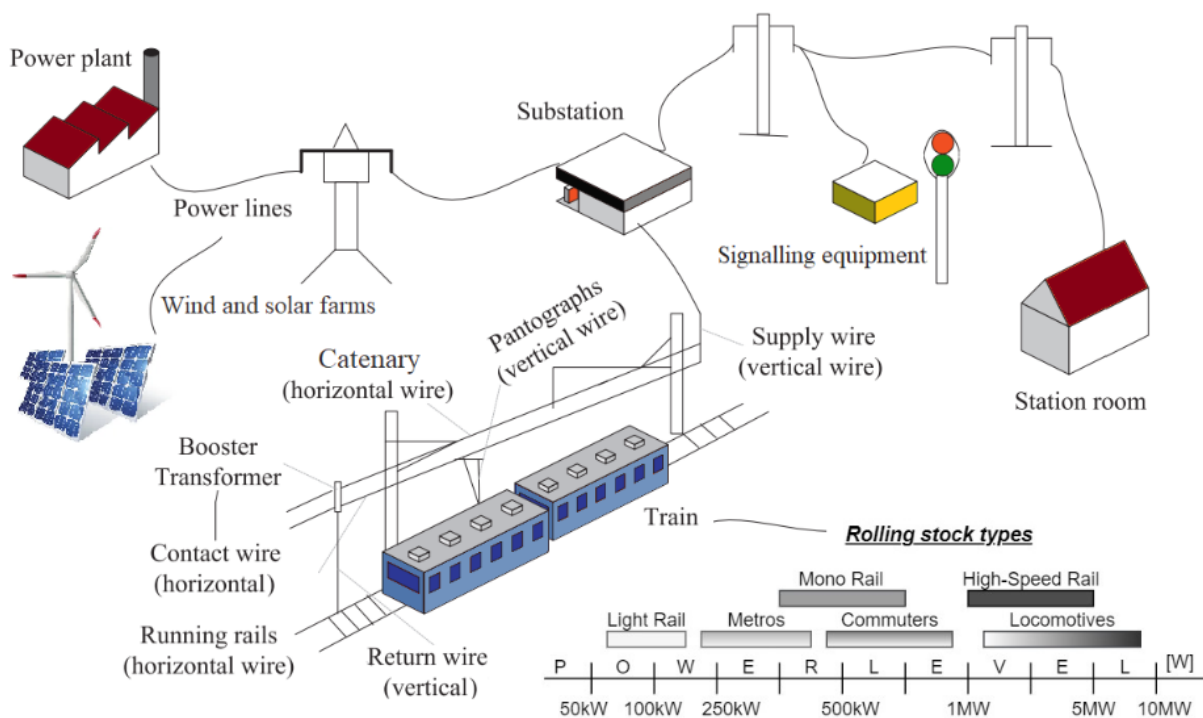 Power plant
Substation
Power lines
Signalling equipment
Wind and solar farms
Pantographs
(vertical wire)
Supply wire
(vertical wire)
Catenary
(horizontal wire)
Station room
Booster
Transformer
Train
Contact wire
(horizontal)
Running rails
(horizontal wire)
Return wire
(vertical)
Rolling stock types
Mono Rail
High-Speed Rail
Light Rail
Metros
Commuters
Locomotives
P O W E R L E V E L [W]
50kW 100kW 250kW 500kW 1MW 5MW 10MW